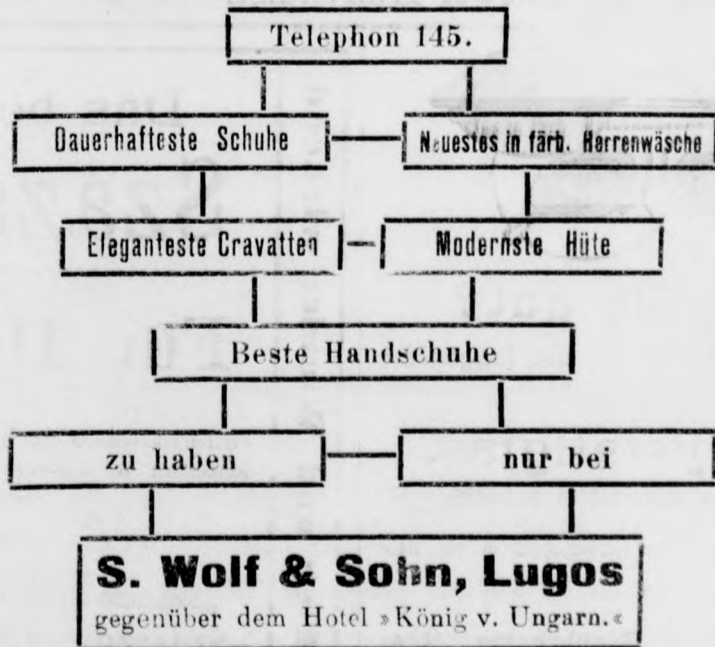 Telephon 145.
Dauerhafteste Schuhe
Neuestes in färb. Herrenwäsche
Eleganteste Cravatten
Modernste Hüte
Beste Handschuhe
zu haben
nur bei
S. Wolf & Sohn, Lugos
gegenüber dem Hotel »König v. Ungarn.«